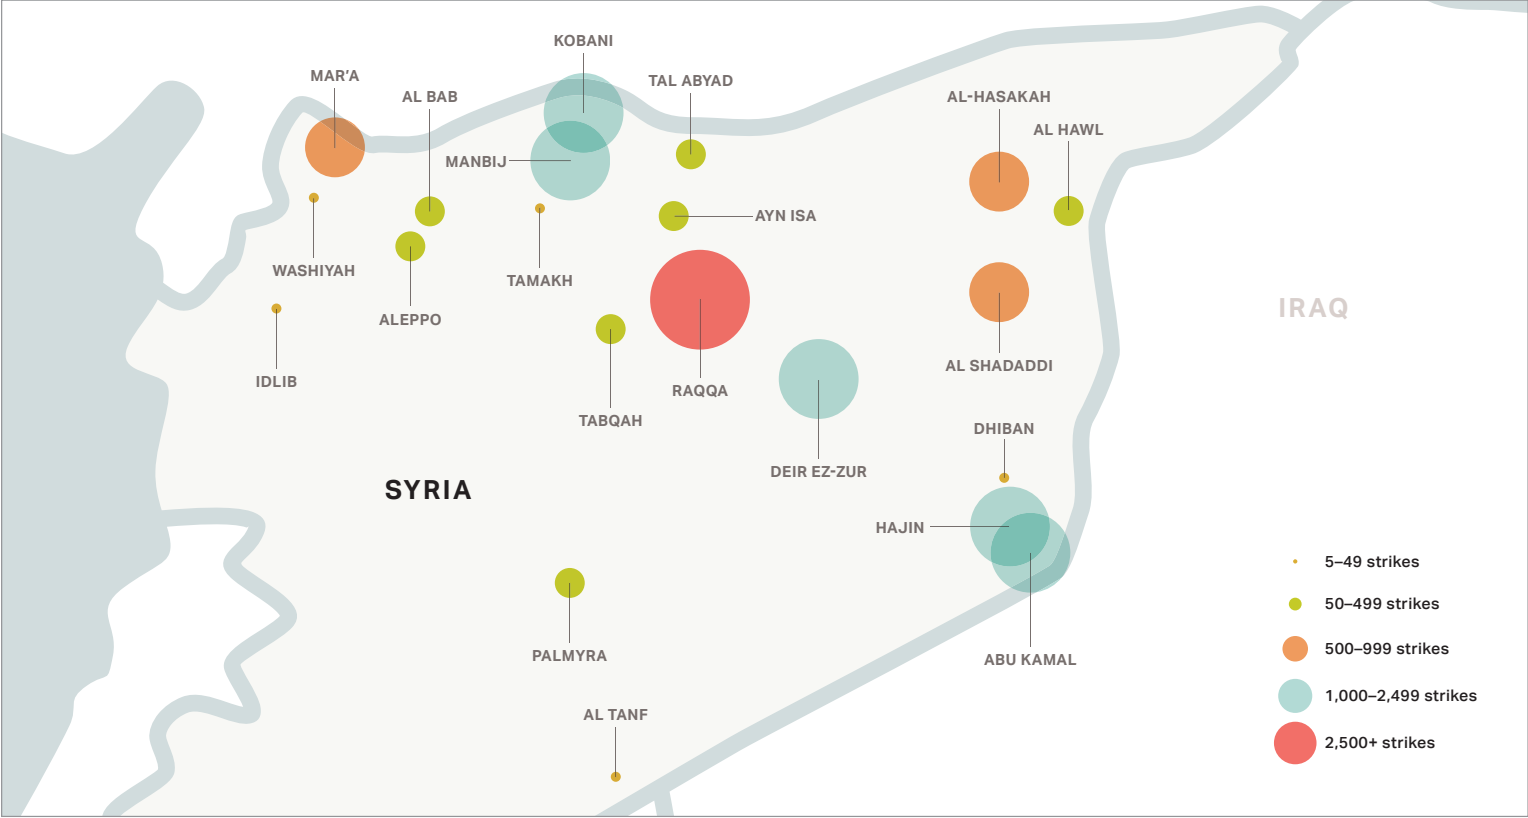 KOBANI
MAR'A
TAL ABYAD
AL BAB
AL-HASAKAH
AL HAWL
MANBIJ
AYN ISA
WASHIYAH
TAMAKH
IRAQ
ALEPPO
AL SHADADDI
IDLIB
RAQQA
TABQAH
DHIBAN
DEIR EZ-ZUR
SYRIA
HAJIN
PALMYRA
ABU KAMAL
AL TANF
5–49 strikes
50–499 strikes
500–999 strikes
1,000–2,499 strikes
2,500+ strikes